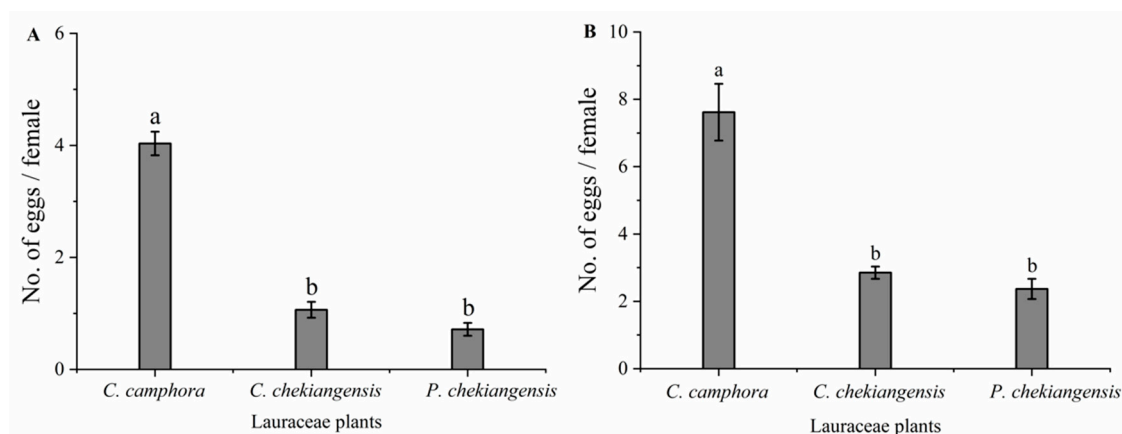 A
No. of eggs / female
6
4
2
0
a
b
b
C. camphora
C. chekiangensis
P. chekiangensis
Lauraceae plants
B
No. of eggs / female
10
8
6
4
2
0
a
b
b
C. camphora
C. chekiangensis
P. chekiangensis
Lauraceae plants